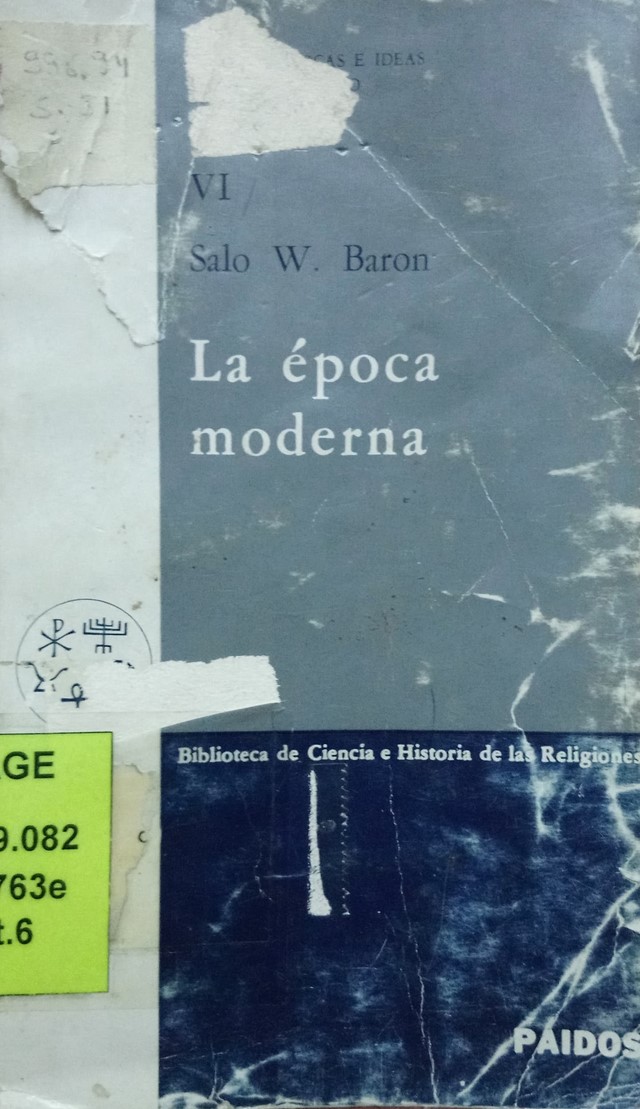 996.94
S. 31
CAS E IDEAS
O
VI
Salo W. Baron
La época
moderna
Biblioteca de Ciencia e Historia de las Religiones
AGE
9.082
763e
t.6
PAIDOS